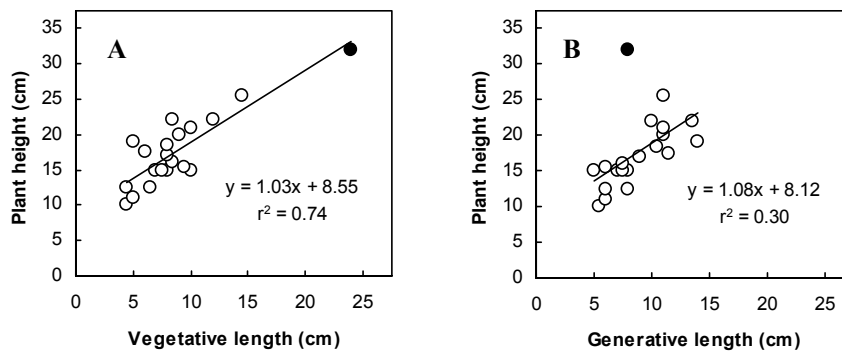 A
Plant height (cm)
35
30
25
20
15
10
5
0
y = 1.03x + 8.55
r² = 0.74
0 5 10 15 20 25
Vegetative length (cm)
B
Plant height (cm)
35
30
25
20
15
10
5
0
y = 1.08x + 8.12
r² = 0.30
0 5 10 15 20 25
Generative length (cm)